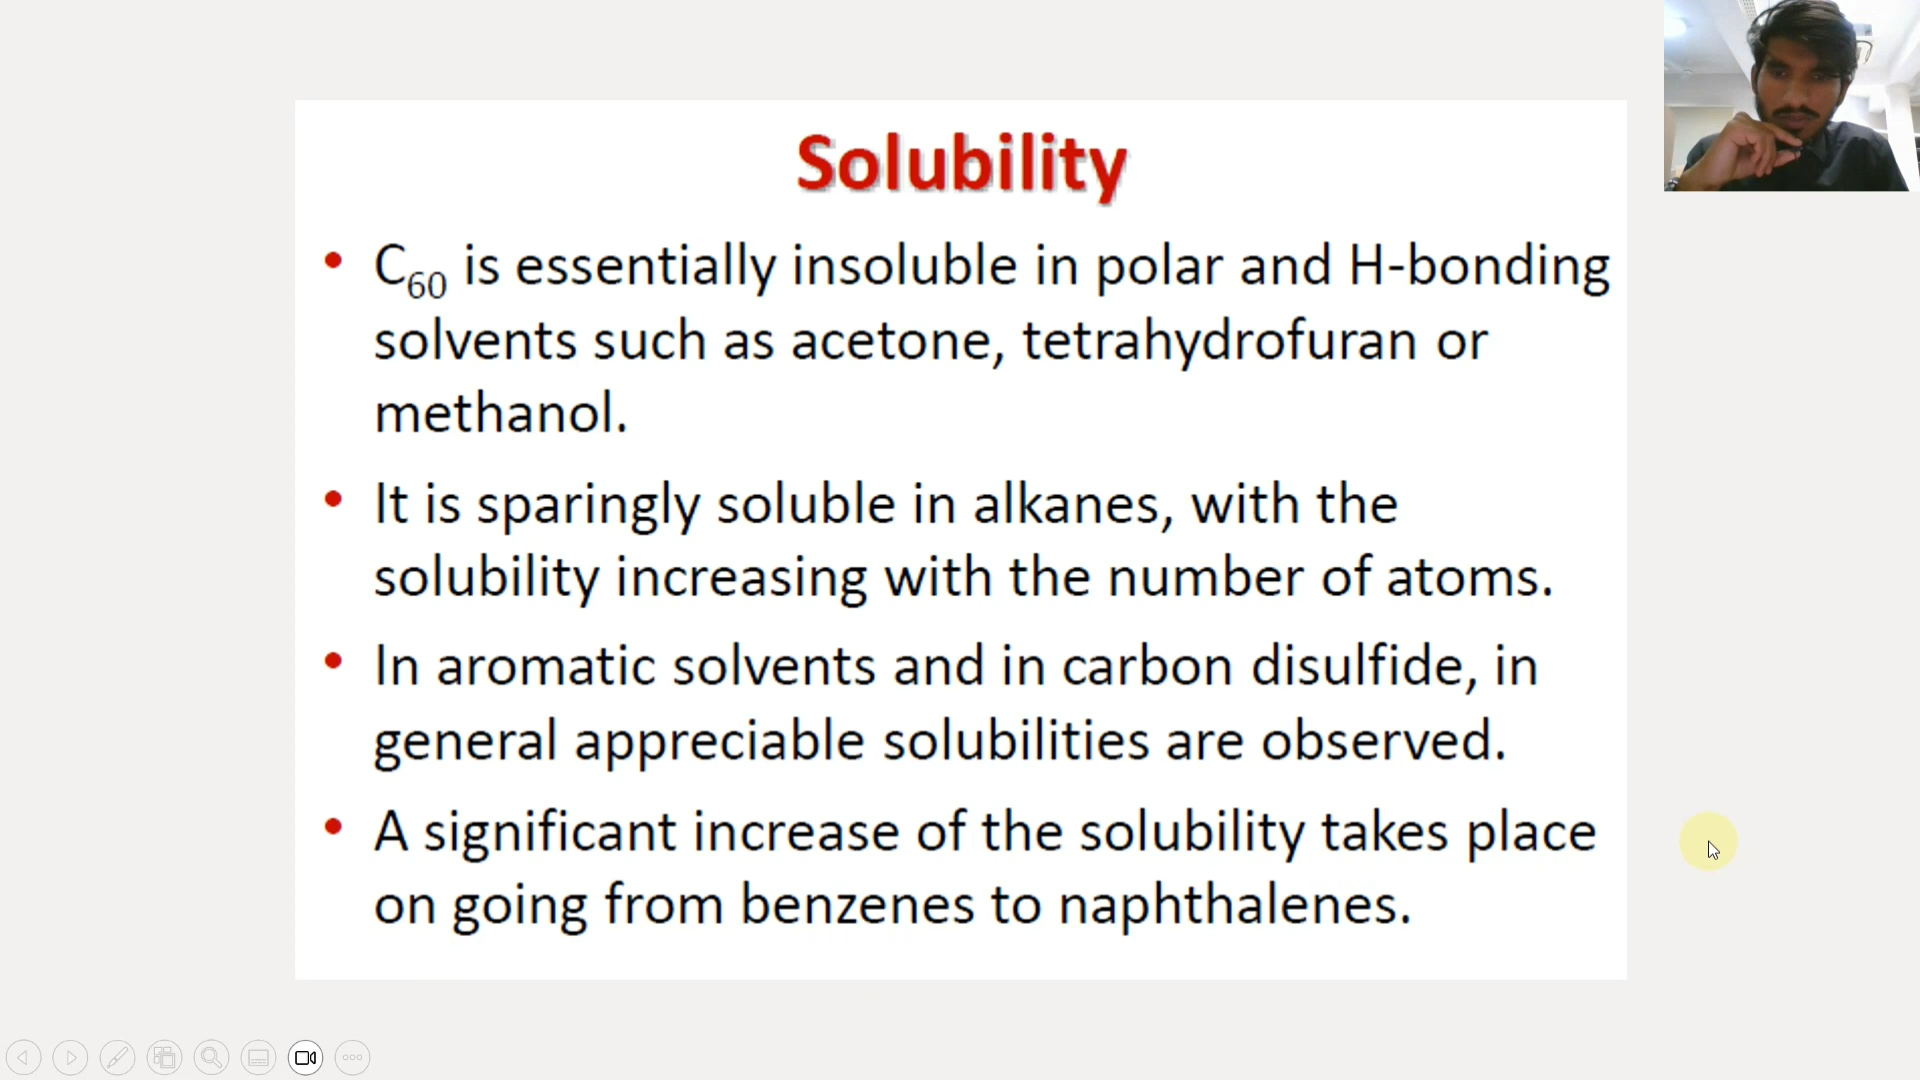 Solubility
• C₆₀ is essentially insoluble in polar and H-bonding
solvents such as acetone, tetrahydrofuran or
methanol.
• It is sparingly soluble in alkanes, with the
solubility increasing with the number of atoms.
• In aromatic solvents and in carbon disulfide, in
general appreciable solubilities are observed.
• A significant increase of the solubility takes place
on going from benzenes to naphthalenes.